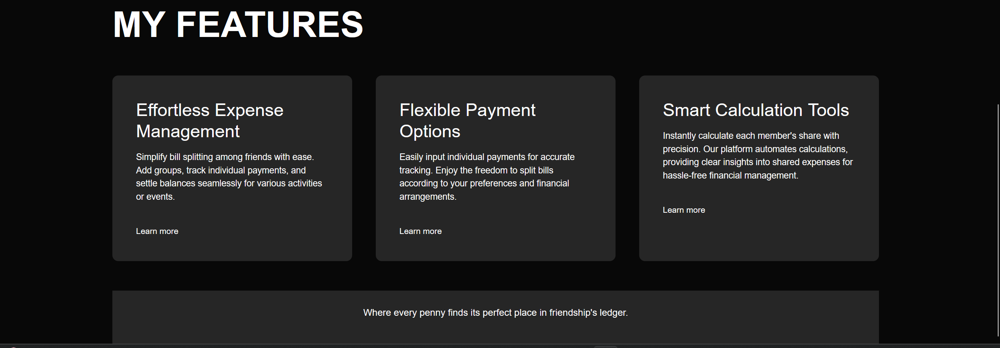 MY FEATURES
Effortless Expense
Management
Simplify bill splitting among friends with ease.
Add groups, track individual payments, and
settle balances seamlessly for various activities
or events.
Learn more
Flexible Payment
Options
Easily input individual payments for accurate
tracking. Enjoy the freedom to split bills
according to your preferences and financial
arrangements.
Learn more
Smart Calculation Tools
Instantly calculate each member's share with
precision. Our platform automates calculations,
providing clear insights into shared expenses for
hassle-free financial management.
Learn more
Where every penny finds its perfect place in friendship's ledger.